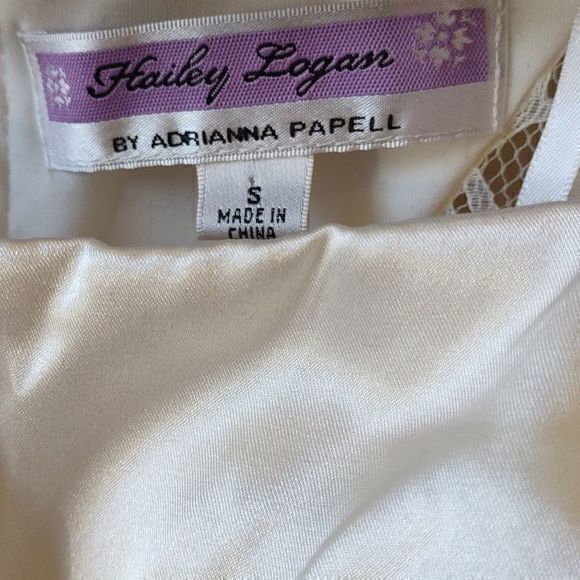 Hailey Logan
BY ADRIANNA PAPELL
S
MADE IN
CHINA